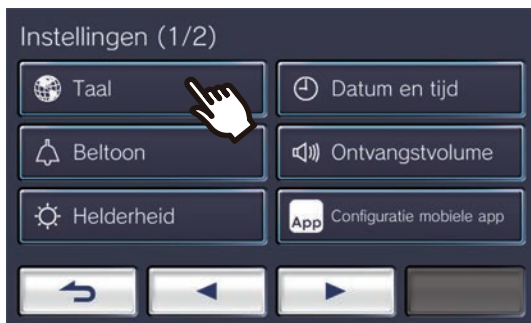 Instellingen (1/2)
Taal
Datum en tijd
Beltoon
Ontvangstvolume
Helderheid
App Configuratie mobiele app